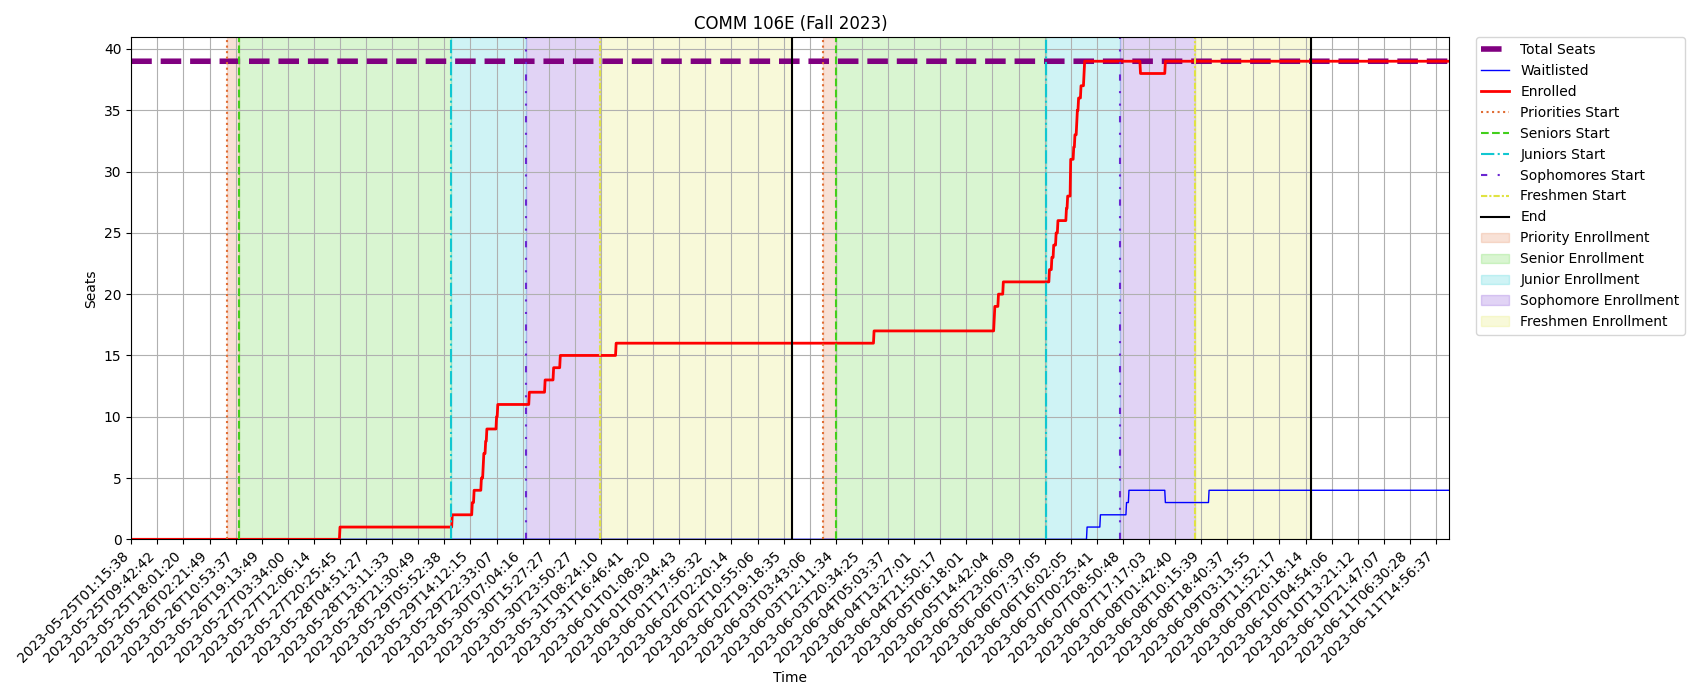 COMM 106E (Fall 2023)
Seats
40
35
30
25
20
15
10
5
0
2023-05-25T01:15:38
2023-05-25T09:42:42
2023-05-25T18:01:20
2023-05-26T02:21:49
2023-05-26T10:53:37
2023-05-26T19:13:49
2023-05-27T03:34:00
2023-05-27T12:06:14
2023-05-27T20:25:45
2023-05-28T04:51:27
2023-05-28T13:11:33
2023-05-28T21:30:49
2023-05-29T05:52:38
2023-05-29T14:12:15
2023-05-29T22:33:07
2023-05-30T07:04:16
2023-05-30T15:27:27
2023-05-30T23:50:27
2023-05-31T08:24:10
2023-05-31T16:46:41
2023-06-01T01:08:20
2023-06-01T09:34:43
2023-06-01T17:56:32
2023-06-02T02:20:14
2023-06-02T10:55:06
2023-06-02T19:18:35
2023-06-03T03:43:06
2023-06-03T12:11:34
2023-06-03T20:34:25
2023-06-04T05:03:37
2023-06-04T13:27:01
2023-06-04T21:50:17
2023-06-05T06:18:01
2023-06-05T14:42:04
2023-06-05T23:06:09
2023-06-06T07:37:05
2023-06-06T16:02:05
2023-06-07T00:25:41
2023-06-07T08:50:48
2023-06-07T17:17:03
2023-06-08T01:42:40
2023-06-08T10:15:39
2023-06-08T18:40:37
2023-06-09T03:13:55
2023-06-09T11:52:17
2023-06-09T20:18:14
2023-06-10T04:54:06
2023-06-10T13:21:12
2023-06-10T21:47:07
2023-06-11T06:30:28
2023-06-11T14:56:37
Time
Total Seats
Waitlisted
Enrolled
Priorities Start
Seniors Start
Juniors Start
Sophomores Start
Freshmen Start
End
Priority Enrollment
Senior Enrollment
Junior Enrollment
Sophomore Enrollment
Freshmen Enrollment